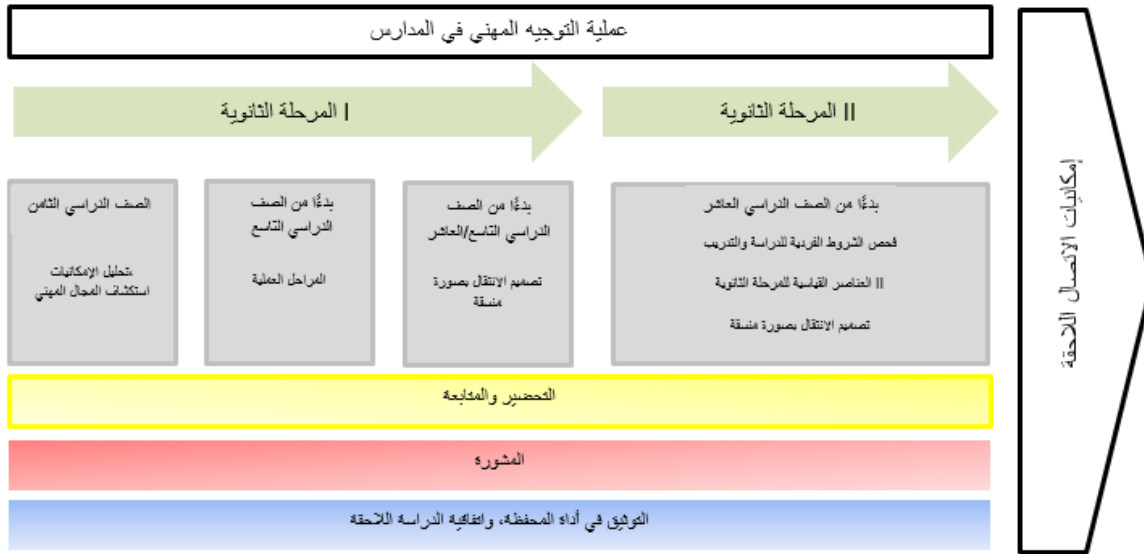 عملية التوجيه المهني في المدارس
I المرحلة الثانوية
II المرحلة الثانوية
الصف الدراسي الثامن
تحليل الإمكانيات،
استكشاف المجال المهني
بدءًا من الصف
الدراسي التاسع
المراحل العملية
بدءًا من الصف
الدراسي التاسع/العاشر
تصميم الانتقال بصورة
منسقة
بدءًا من الصف الدراسي العاشر
فحص الشروط الفردية للدراسة والتدريب
II العناصر القياسية للمرحلة الثانوية
تصميم الانتقال بصورة منسقة
التحضير والمتابعة
المشورة
التوثيق في أداة المحفظة، واتفاقية الدراسة اللاحقة
إمكانيات الاتصال اللاحقة